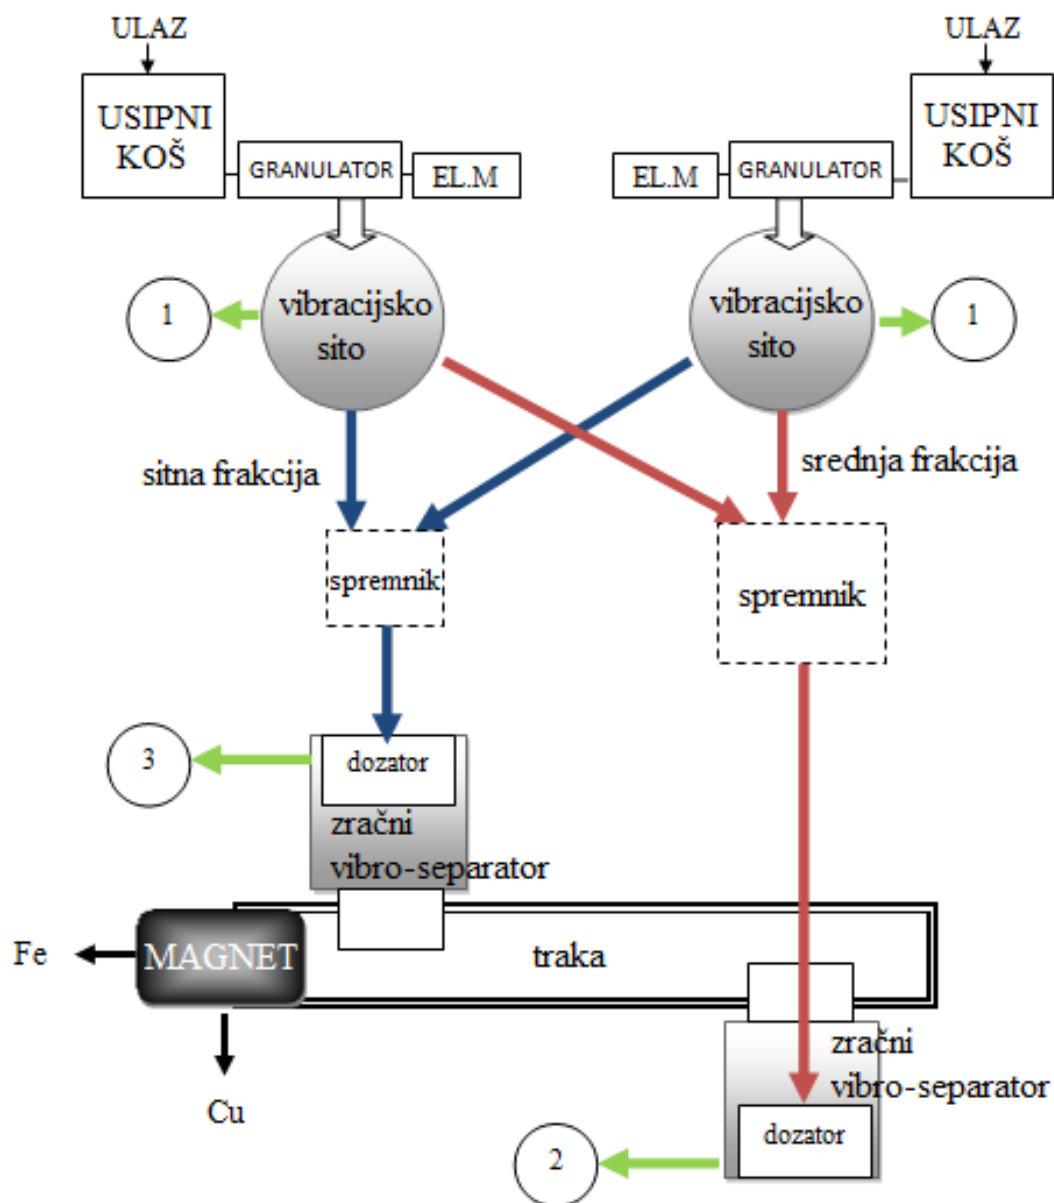 ULAZ
ULAZ
USIPNI
KOŠ
GRANULATOR
EL.M
EL.M
GRANULATOR
USIPNI
KOŠ
vibracijsko
sito
vibracijsko
sito
1
1
sitna frakcija
srednja frakcija
spremnik
spremnik
3
dozator
zračni
vibro-separator
Fe
MAGNET
traka
zračni
vibro-separator
Cu
dozator
2